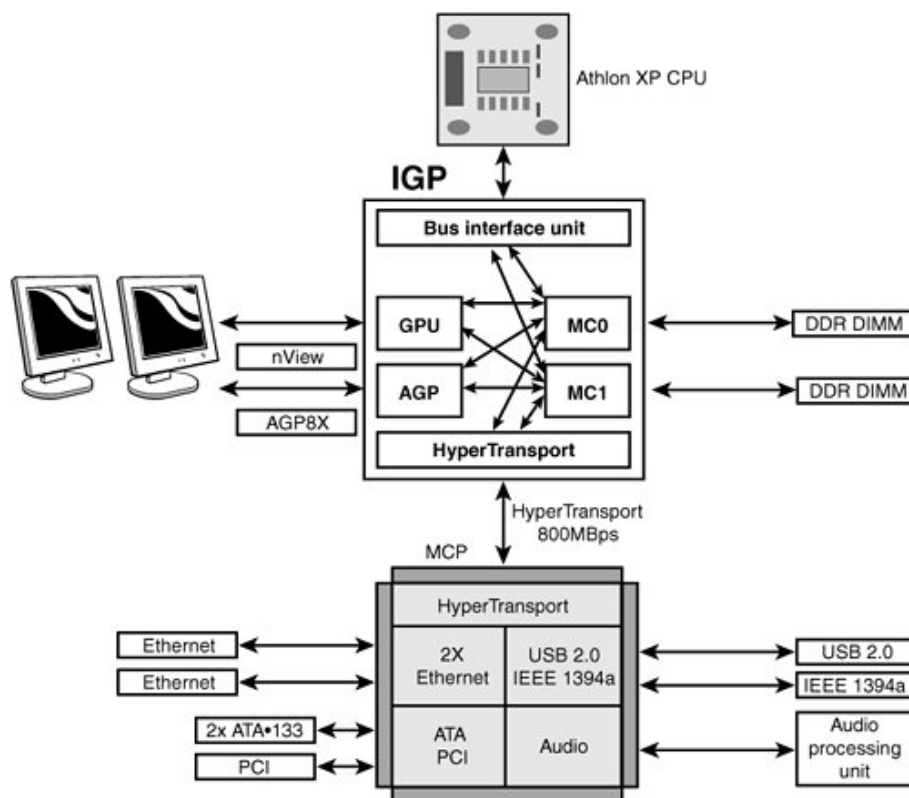 Athlon XP CPU
IGP
Bus interface unit
GPU
MC0
DDR DIMM
nView
AGP
MC1
DDR DIMM
AGP8X
HyperTransport
HyperTransport
800MBps
MCP
HyperTransport
Ethernet
2X
Ethernet
USB 2.0
IEEE 1394a
USB 2.0
Ethernet
IEEE 1394a
2x ATA•133
ATA
PCI
Audio
Audio
processing
unit
PCI